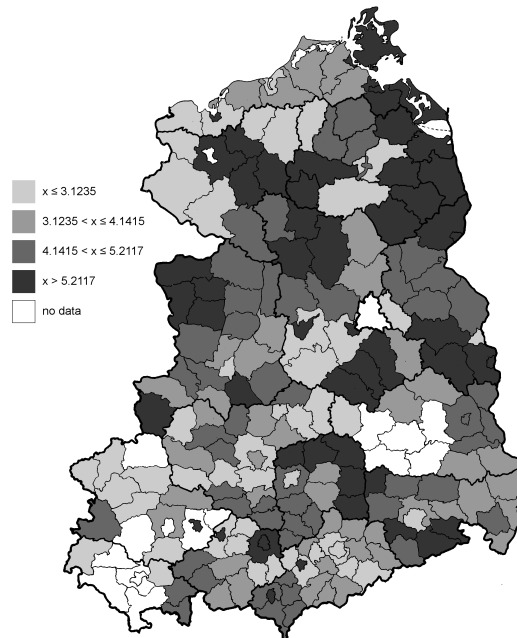 x ≤ 3.1235
3.1235 < x ≤ 4.1415
4.1415 < x ≤ 5.2117
x > 5.2117
no data